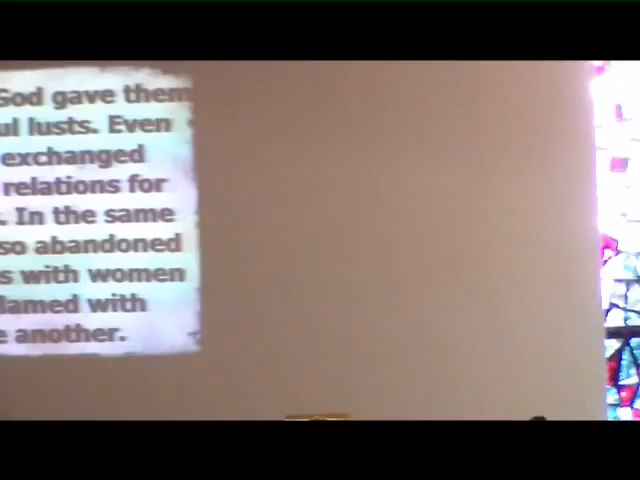 God gave them
ul lusts. Even
exchanged
relations for
. In the same
so abandoned
s with women
lamed with
e another.